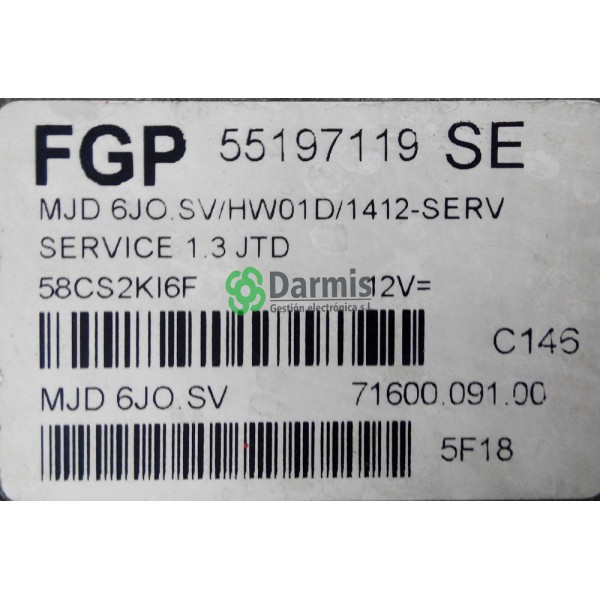 FGP 55197119 SE
MJD 6JO.SV/HW01D/1412-SERV
SERVICE 1.3 JTD
58CS2KI6F 12V=
Darmis
Gestión electrónica s.l.
C146
MJD 6JO.SV 71600.091.00
5F18